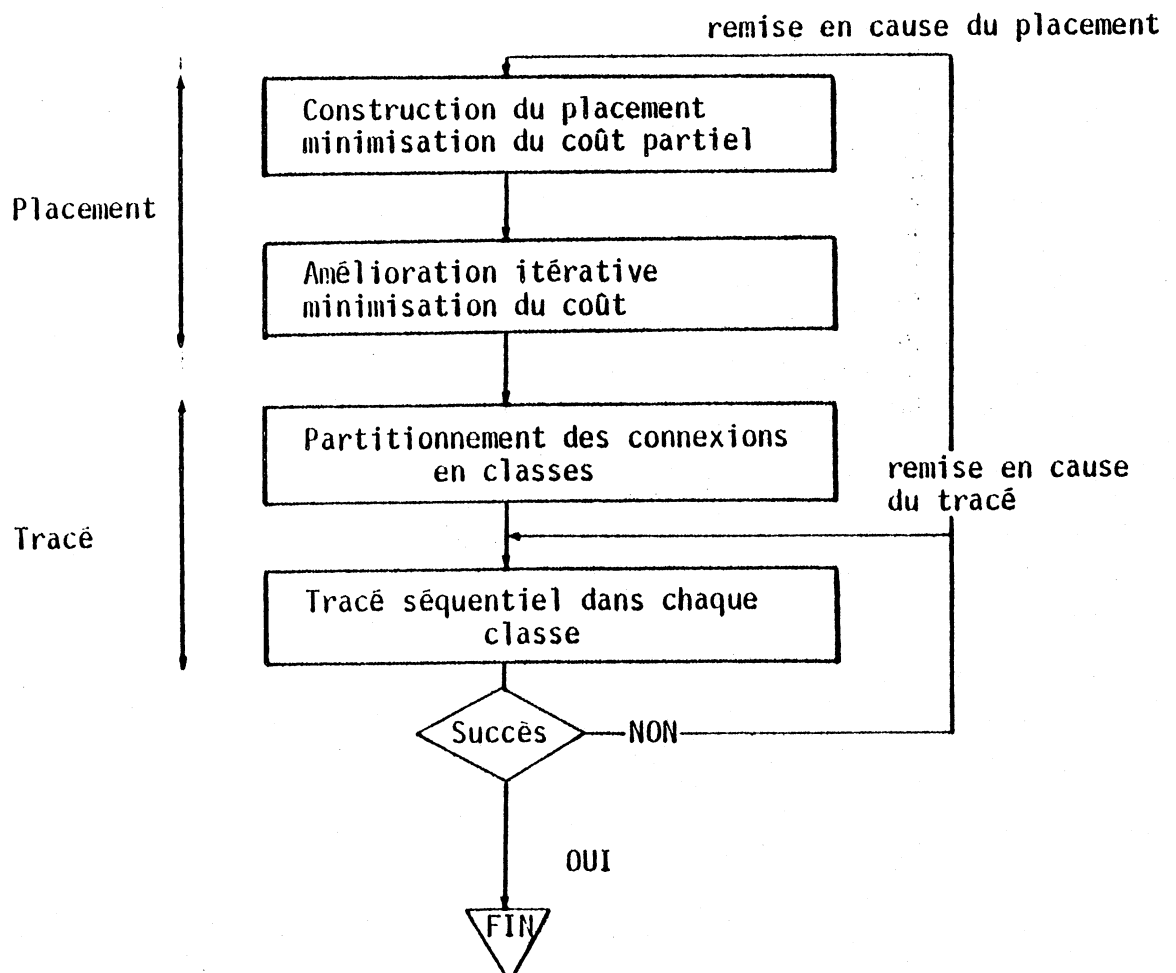 remise en cause du placement
Construction du placement
minimisation du coût partiel
Placement
Amélioration itérative
minimisation du coût
Partitionnement des connexions
en classes
remise en cause
du tracé
Tracé
Tracé séquentiel dans chaque
classe
Succès
NON
OUI
FIN